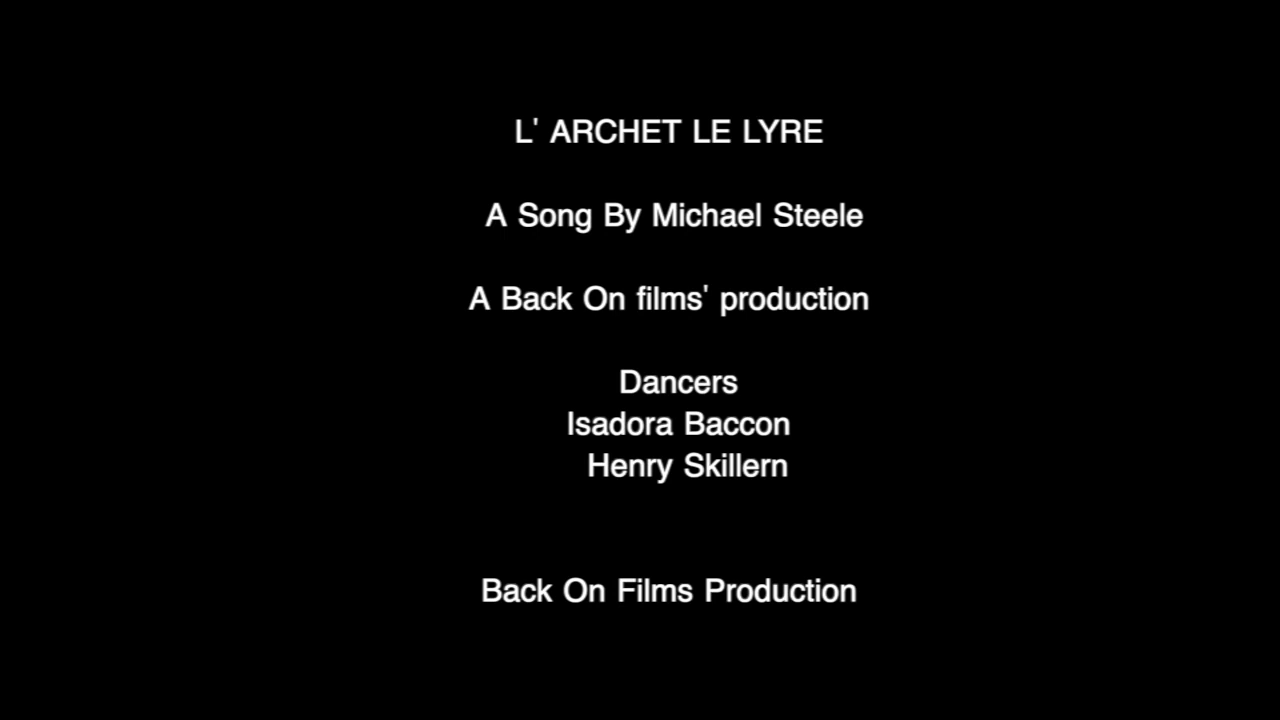 L' ARCHET LE LYRE
A Song By Michael Steele
A Back On films' production
Dancers
Isadora Baccon
Henry Skillern
Back On Films Production